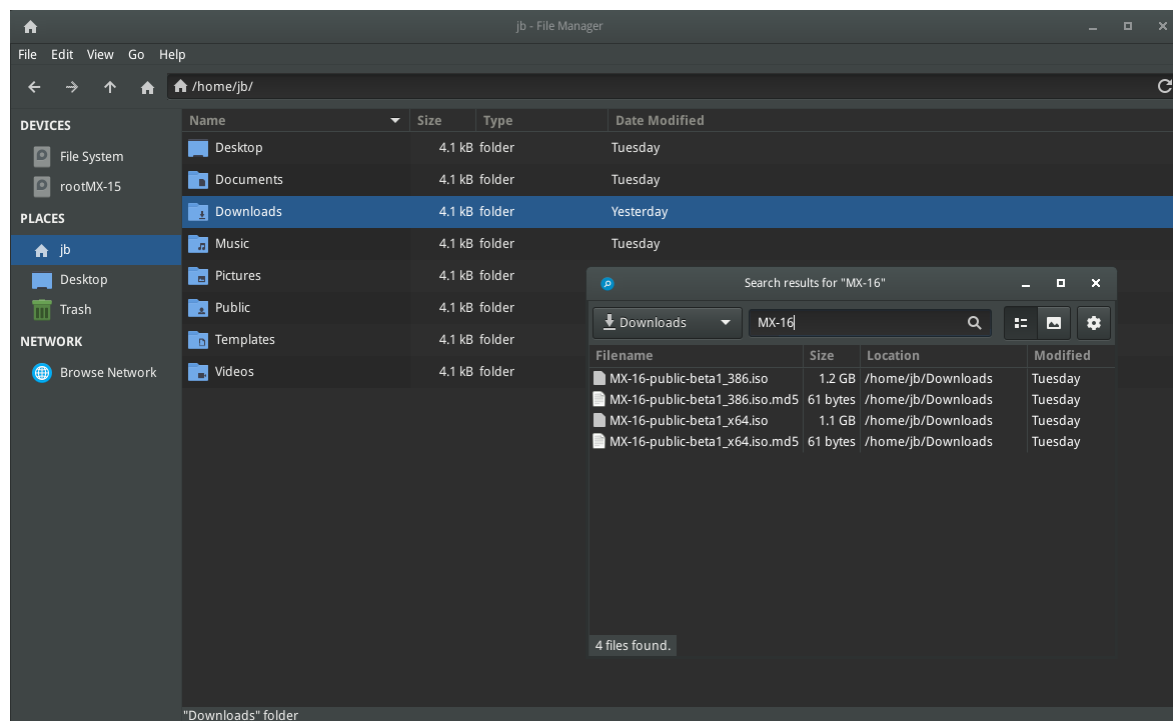 jb - File Manager
File Edit View Go Help
/home/jb/
DEVICES
File System
rootMX-15
PLACES
jb
Desktop
Trash
NETWORK
Browse Network
Name Size Type Date Modified
Desktop 4.1 kB folder Tuesday
Documents 4.1 kB folder Tuesday
Downloads 4.1 kB folder Yesterday
Music 4.1 kB folder Tuesday
Pictures 4.1 kB folder
Public 4.1 kB folder
Templates 4.1 kB folder
Videos 4.1 kB folder
Search results for "MX-16"
Downloads MX-16
Filename Size Location Modified
MX-16-public-beta1_386.iso 1.2 GB /home/jb/Downloads Tuesday
MX-16-public-beta1_386.iso.md5 61 bytes /home/jb/Downloads Tuesday
MX-16-public-beta1_x64.iso 1.1 GB /home/jb/Downloads Tuesday
MX-16-public-beta1_x64.iso.md5 61 bytes /home/jb/Downloads Tuesday
4 files found.
"Downloads" folder